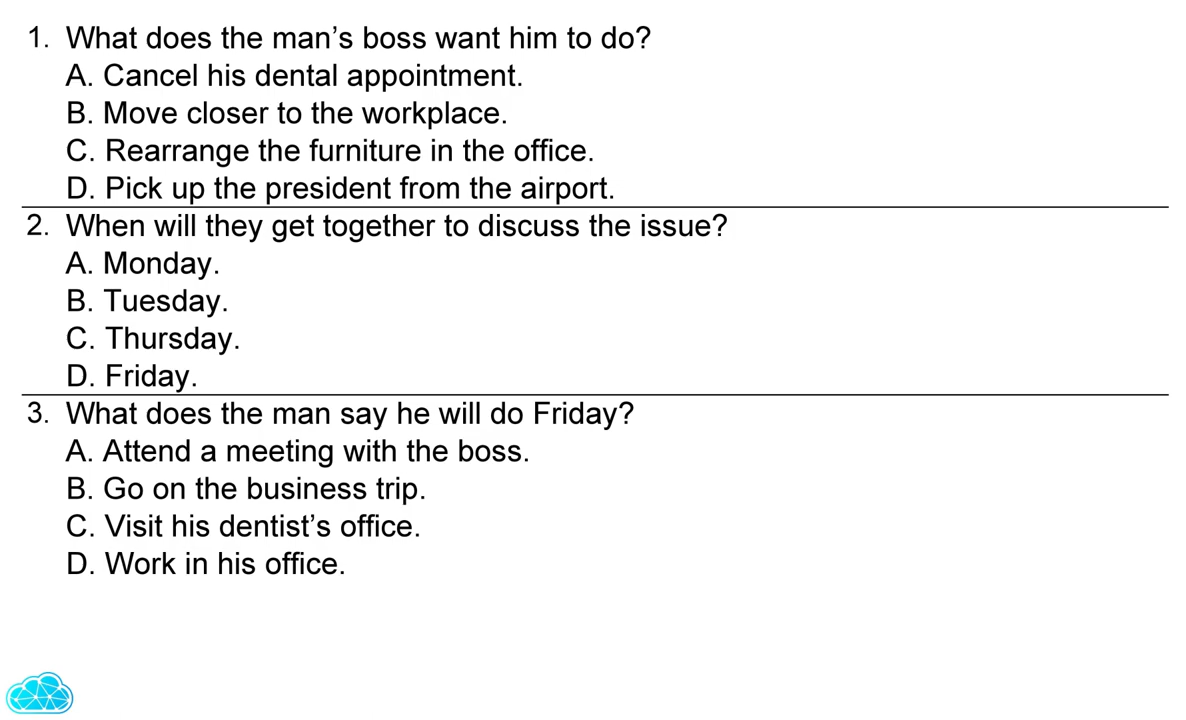 1. What does the man’s boss want him to do?
A. Cancel his dental appointment.
B. Move closer to the workplace.
C. Rearrange the furniture in the office.
D. Pick up the president from the airport.
2. When will they get together to discuss the issue?
A. Monday.
B. Tuesday.
C. Thursday.
D. Friday.
3. What does the man say he will do Friday?
A. Attend a meeting with the boss.
B. Go on the business trip.
C. Visit his dentist’s office.
D. Work in his office.